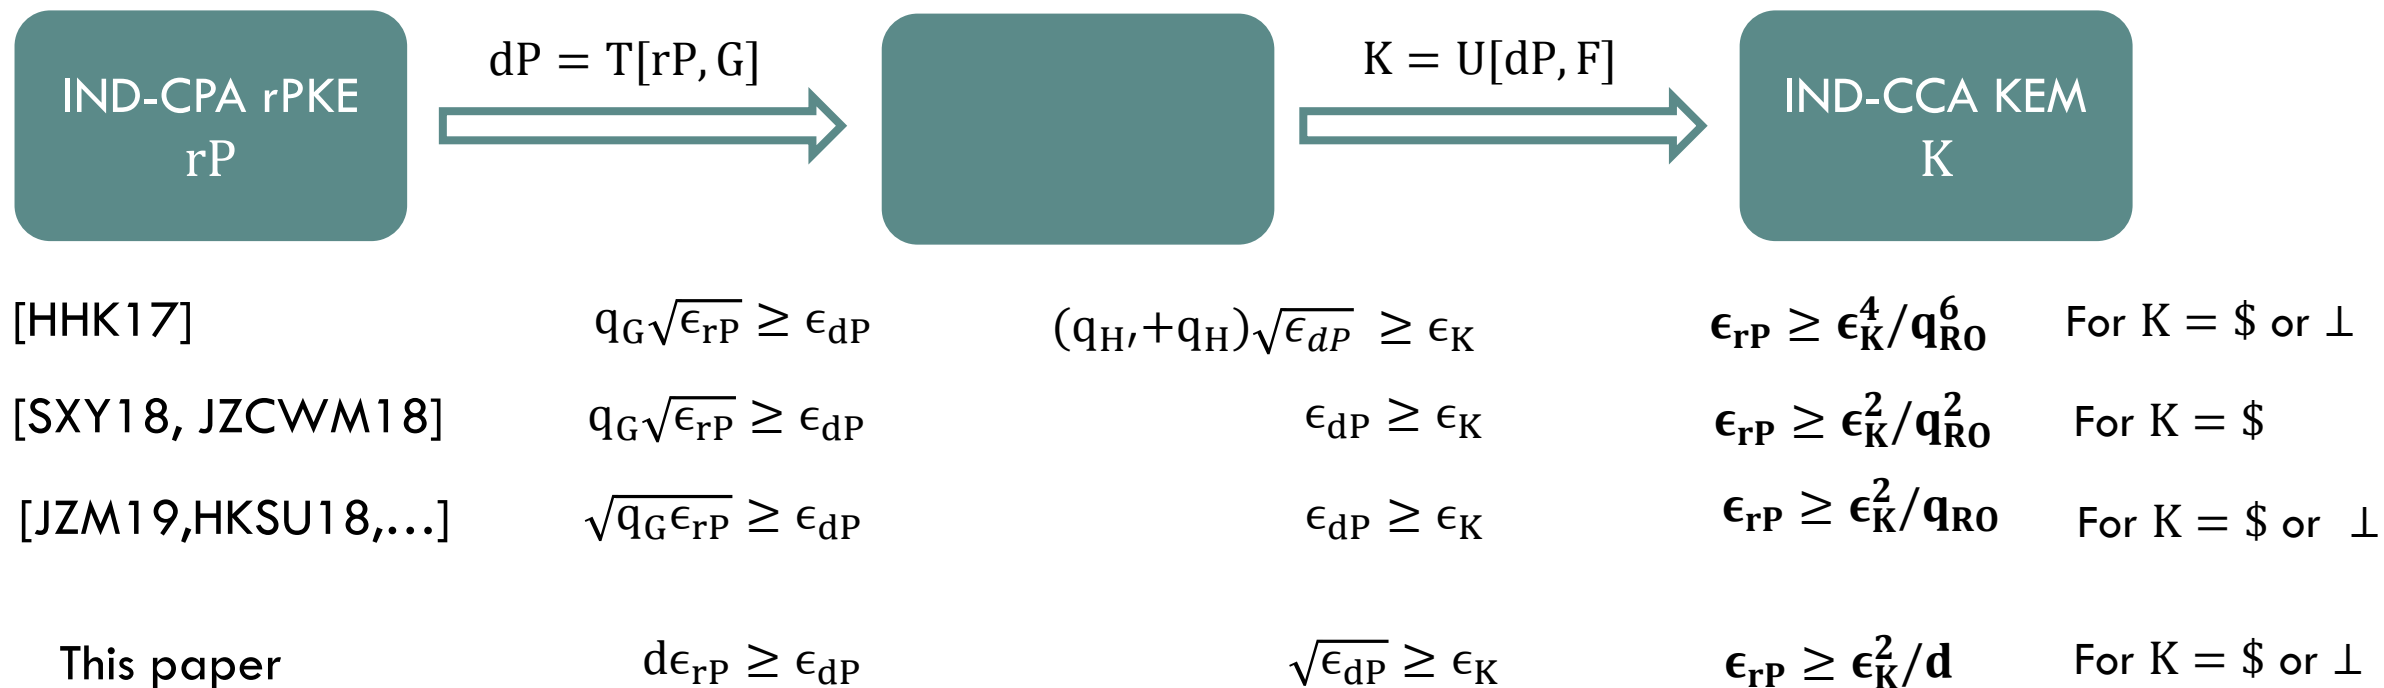 IND-CPA rPKE
rP
dP = T[rP, G]
K = U[dP, F]
IND-CCA KEM
K
[HHK17] q_G√ϵ_rP ≥ ϵ_dP (q_H′+q_H)√ϵ_dP ≥ ϵ_K ϵ_rP ≥ ϵ_K^4/q_RO^6 For K = $ or ⊥
[SXY18, JZCWM18] q_G√ϵ_rP ≥ ϵ_dP ϵ_dP ≥ ϵ_K ϵ_rP ≥ ϵ_K^2/q_RO^2 For K = $
[JZM19,HKSU18,…] √(q_Gϵ_rP) ≥ ϵ_dP ϵ_dP ≥ ϵ_K ϵ_rP ≥ ϵ_K^2/q_RO For K = $ or ⊥
This paper dϵ_rP ≥ ϵ_dP √ϵ_dP ≥ ϵ_K ϵ_rP ≥ ϵ_K^2/d For K = $ or ⊥